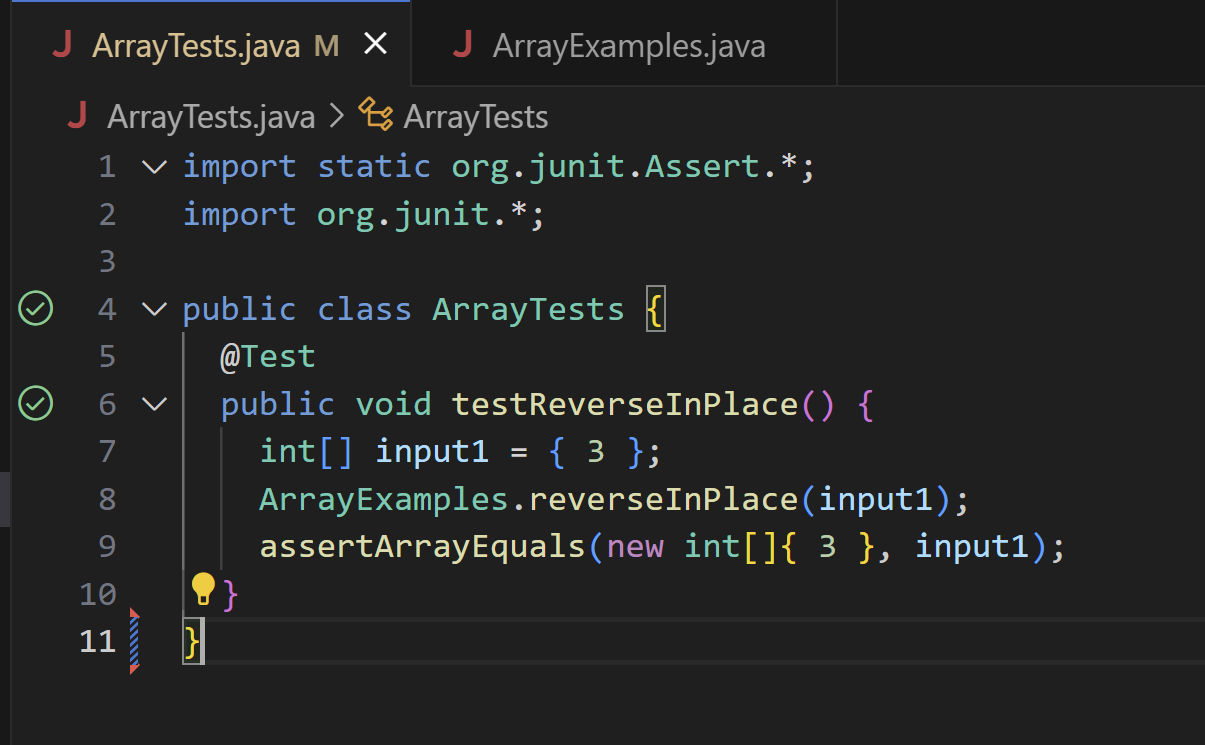 J ArrayTests.java M X J ArrayExamples.java
J ArrayTests.java > ArrayTests
1 import static org.junit.Assert.*;
2 import org.junit.*;
3
4 public class ArrayTests {
5 @Test
6 public void testReverseInPlace() {
7 int[] input1 = { 3 };
8 ArrayExamples.reverseInPlace(input1);
9 assertArrayEquals(new int[]{ 3 }, input1);
10 }
11 }